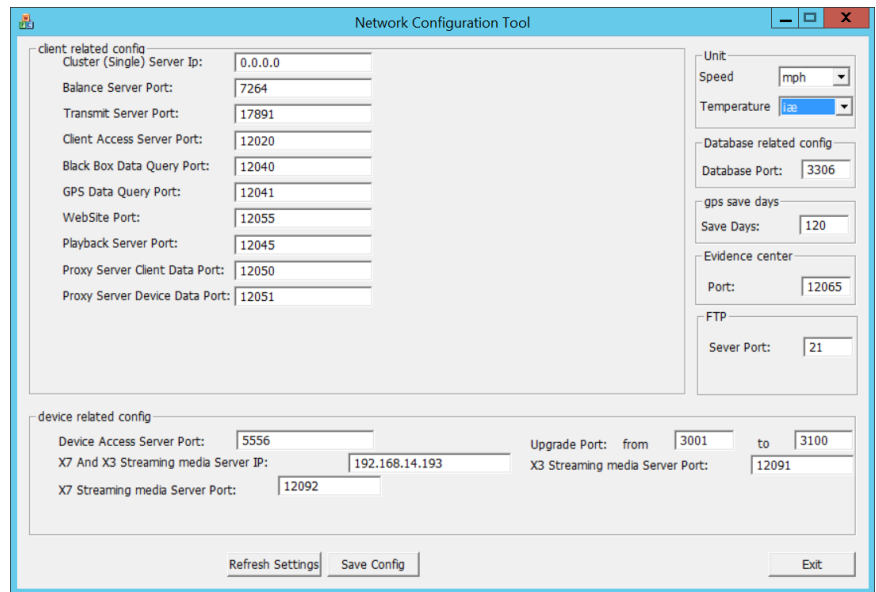 Network Configuration Tool
client related config
Cluster (Single) Server Ip: 0.0.0.0
Balance Server Port: 7264
Transmit Server Port: 17891
Client Access Server Port: 12020
Black Box Data Query Port: 12040
GPS Data Query Port: 12041
WebSite Port: 12055
Playback Server Port: 12045
Proxy Server Client Data Port: 12050
Proxy Server Device Data Port: 12051
Unit
Speed mph
Temperature iæ
Database related config
Database Port: 3306
gps save days
Save Days: 120
Evidence center
Port: 12065
FTP
Sever Port: 21
device related config
Device Access Server Port: 5556
Upgrade Port: from 3001 to 3100
X7 And X3 Streaming media Server IP: 192.168.14.193
X3 Streaming media Server Port: 12091
X7 Streaming media Server Port: 12092
Refresh Settings Save Config Exit